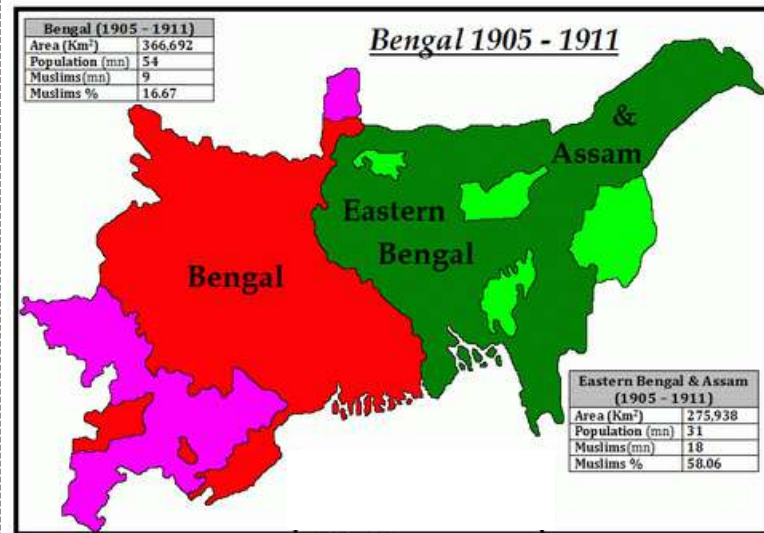 Bengal (1905 – 1911)
Area (Km²) 366,692
Population (mn) 54
Muslims(mn) 9
Muslims % 16.67
Bengal 1905 - 1911
&
Assam
Eastern
Bengal
Bengal
Eastern Bengal & Assam
(1905 – 1911)
Area (Km²) 275,938
Population (mn) 31
Muslims(mn) 18
Muslims % 58.06